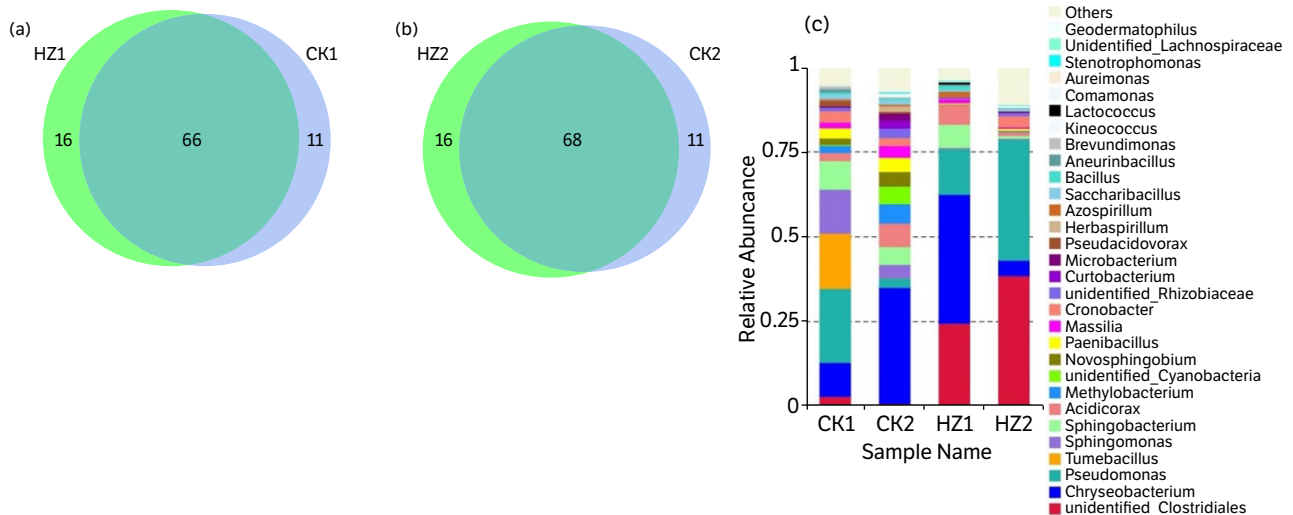 (a)
HZ1
CK1
16
66
11
(b)
HZ2
CK2
16
68
11
(c)
Relative Abuncance
1
0.75
0.5
0.25
0
CK1
CK2
HZ1
HZ2
Sample Name
Others
Geodermatophilus
Unidentified_Lachnospiraceae
Stenotrophomonas
Aureimonas
Comamonas
Lactococcus
Kineococcus
Brevundimonas
Aneurinbacillus
Bacillus
Saccharibacillus
Azospirillum
Herbaspirillum
Pseudacidovorax
Microbacterium
Curtobacterium
unidentified_Rhizobiaceae
Cronobacter
Massilia
Paenibacillus
Novosphingobium
unidentified_Cyanobacteria
Methylobacterium
Acidicorax
Sphingobacterium
Sphingomonas
Tumebacillus
Pseudomonas
Chryseobacterium
unidentified_Clostridiales